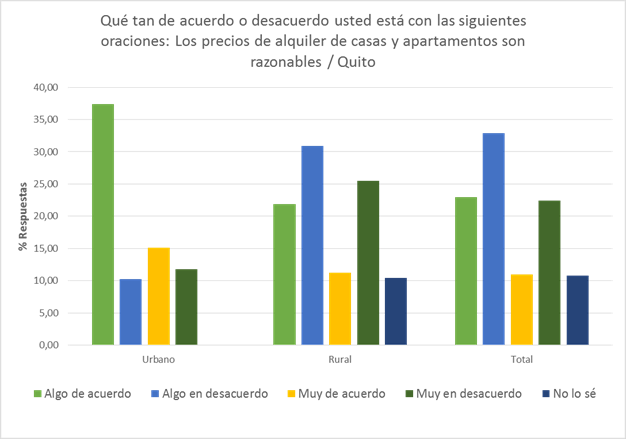 Qué tan de acuerdo o desacuerdo usted está con las siguientes
oraciones: Los precios de alquiler de casas y apartamentos son
razonables / Quito
40,00
35,00
30,00
25,00
20,00
15,00
10,00
5,00
0,00
% Respuestas
Urbano Rural Total
Algo de acuerdo Algo en desacuerdo Muy de acuerdo Muy en desacuerdo No lo sé